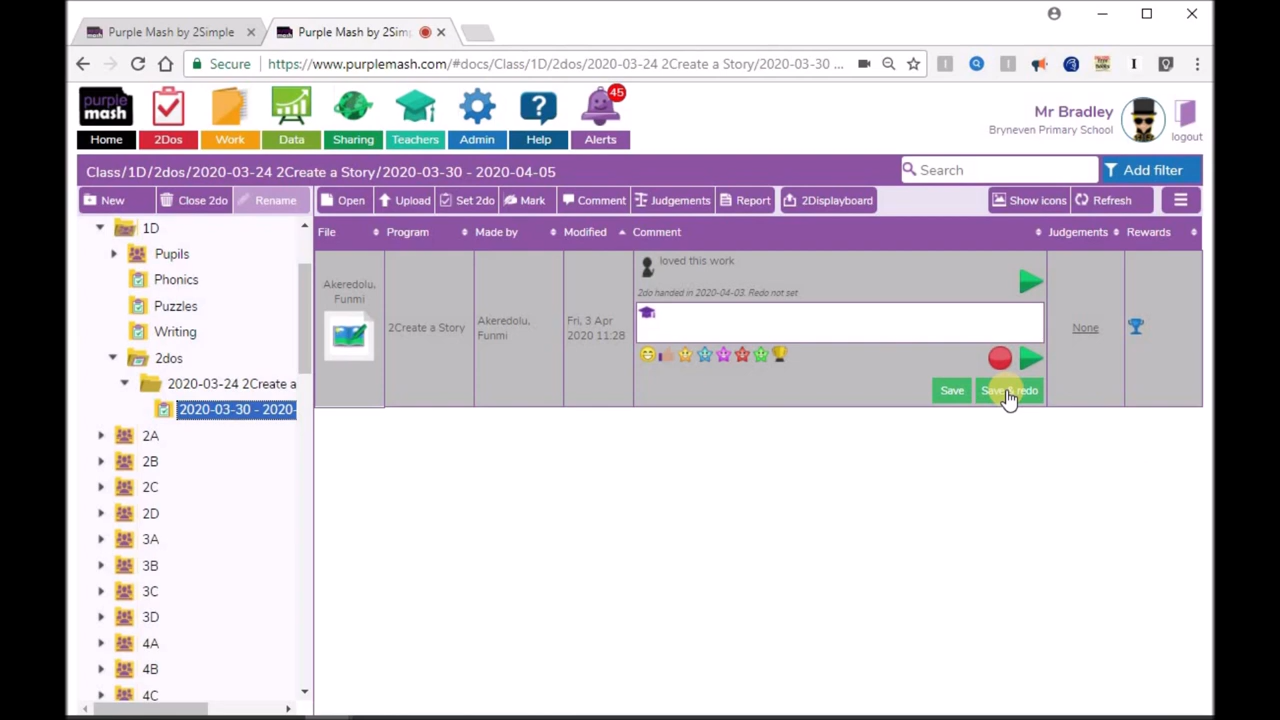 Purple Mash by 2Simple
Purple Mash by 2Sim
Secure
https://www.purplemash.com/#docs/Class/1D/2dos/2020-03-24 2Create a Story/2020-03-30 ...
purple
mash
45
Mr Bradley
Bryneven Primary School
logout
Home 2Dos Work Data Sharing Teachers Admin Help Alerts
Class/1D/2dos/2020-03-24 2Create a Story/2020-03-30 - 2020-04-05
Search
Add filter
New Close 2do Rename Open Upload Set 2do Mark Comment Judgements Report 2Displayboard Show icons Refresh
File Program Made by Modified Comment Judgements Rewards
1D
Pupils
Phonics
Puzzles
Writing
2dos
2020-03-24 2Create a
2020-03-30 - 2020-
2A
2B
2C
2D
3A
3B
3C
3D
4A
4B
4C
Akeredolu,
Funmi
2Create a Story
Akeredolu,
Funmi
Fri, 3 Apr
2020 11:28
loved this work
2do handed in 2020-04-03. Redo not set
None
Save
Save & redo